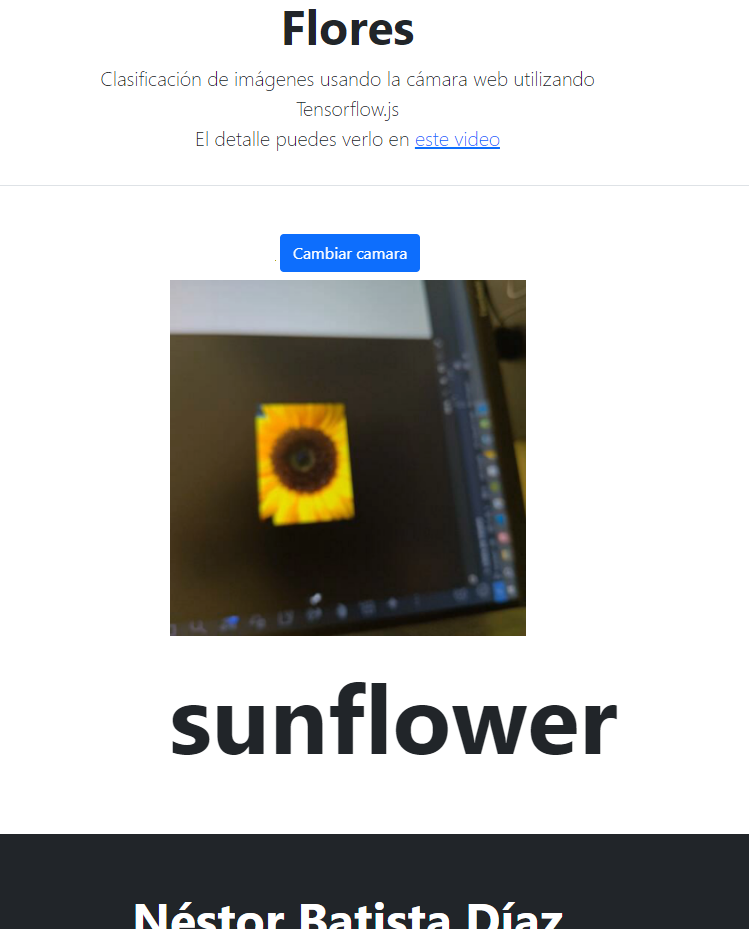 Flores
Clasificación de imágenes usando la cámara web utilizando
Tensorflow.js
El detalle puedes verlo en este video
Cambiar camara
sunflower
Néstor Batista Díaz